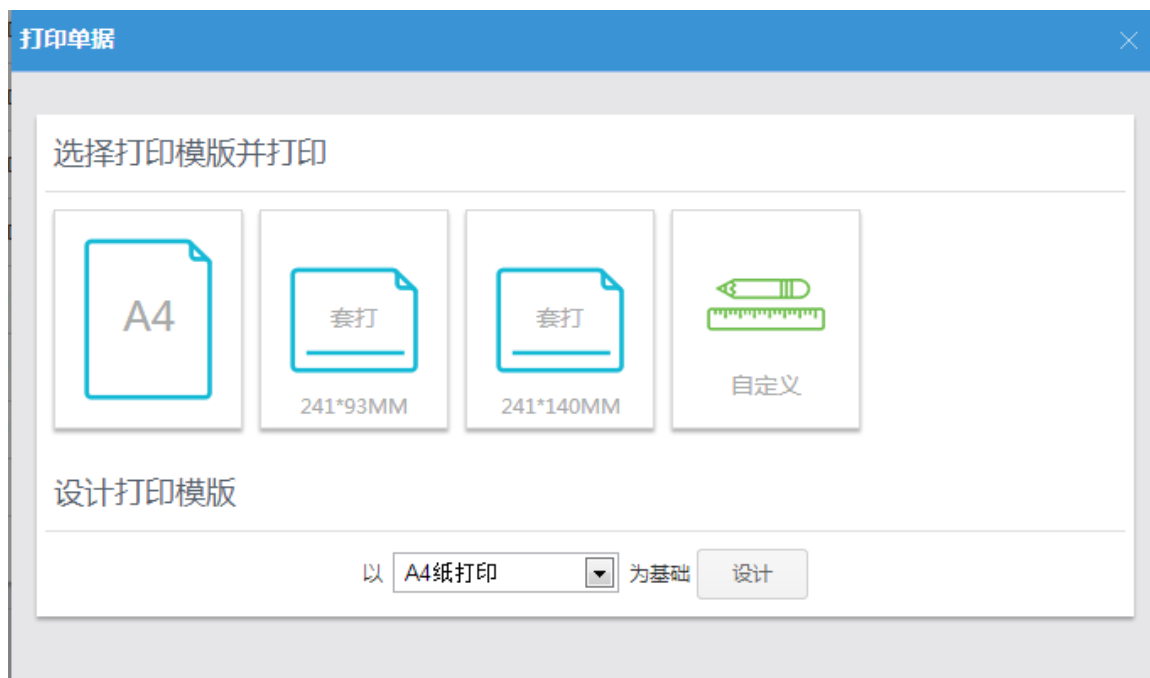 打印单据
选择打印模版并打印
A4
套打
241*93MM
套打
241*140MM
自定义
设计打印模版
以 A4纸打印 为基础 设计